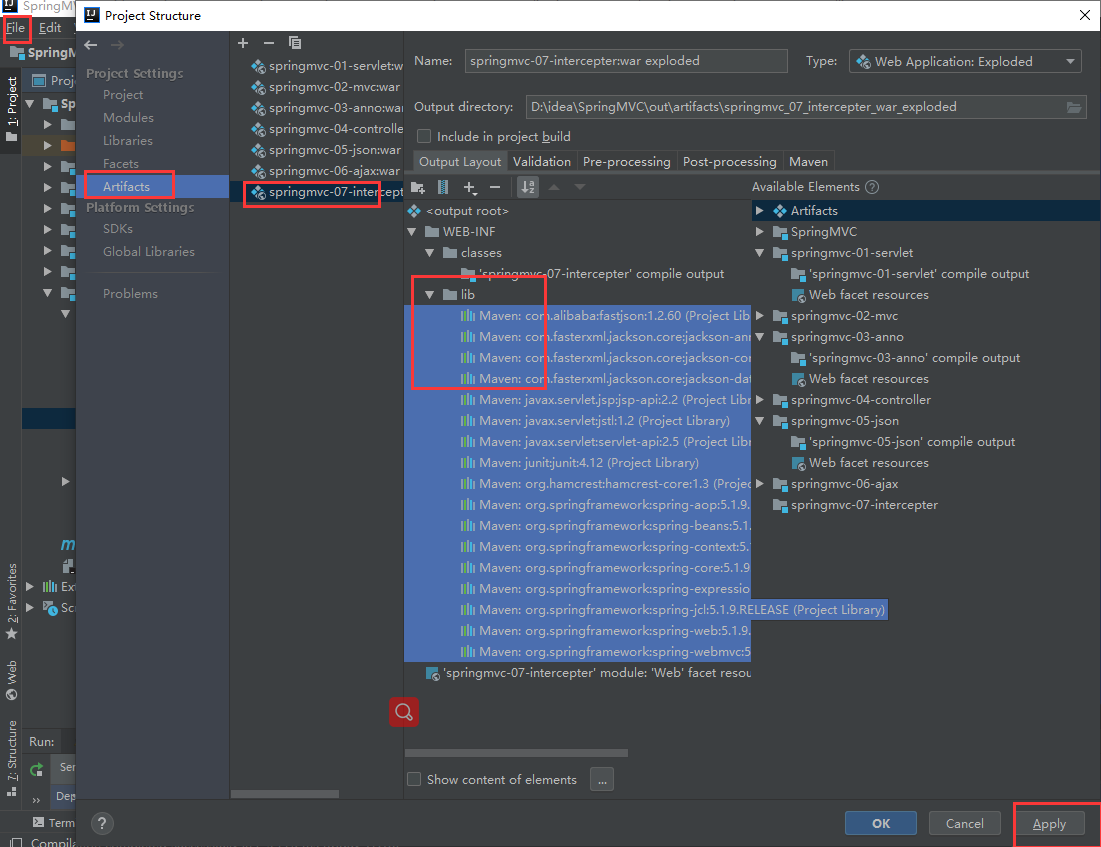 SpringMV
Project Structure
File Edit
SpringM
Project Settings
Project
Modules
Libraries
Facets
Artifacts
Platform Settings
SDKs
Global Libraries
Problems
1: Project
Proj
Sp
Ex
Sc
2: Favorites
Web
7: Structure
Run:
Ser
Dep
Term
Compila
springmvc-01-servlet:w
springmvc-02-mvc:war
springmvc-03-anno:war
springmvc-04-controlle
springmvc-05-json:war
springmvc-06-ajax:war
springmvc-07-intercept
Name: springmvc-07-intercepter:war exploded Type: Web Application: Exploded
Output directory: D:\idea\SpringMVC\out\artifacts\springmvc_07_intercepter_war_exploded
Include in project build
Output Layout Validation Pre-processing Post-processing Maven
<output root>
WEB-INF
classes
'springmvc-07-intercepter' compile output
lib
Maven: com.alibaba:fastjson:1.2.60 (Project Lib
Maven: com.fasterxml.jackson.core:jackson-ann
Maven: com.fasterxml.jackson.core:jackson-cor
Maven: com.fasterxml.jackson.core:jackson-dat
Maven: javax.servlet.jsp:jsp-api:2.2 (Project Libr
Maven: javax.servlet:jstl:1.2 (Project Library)
Maven: javax.servlet:servlet-api:2.5 (Project Libr
Maven: junit:junit:4.12 (Project Library)
Maven: org.hamcrest:hamcrest-core:1.3 (Projec
Maven: org.springframework:spring-aop:5.1.9.
Maven: org.springframework:spring-beans:5.1.
Maven: org.springframework:spring-context:5.
Maven: org.springframework:spring-core:5.1.9
Maven: org.springframework:spring-expressio
Maven: org.springframework:spring-jcl:5.1.9.RELEASE (Project Library)
Maven: org.springframework:spring-web:5.1.9.
Maven: org.springframework:spring-webmvc:5
'springmvc-07-intercepter' module: 'Web' facet resou
Available Elements ?
Artifacts
SpringMVC
springmvc-01-servlet
'springmvc-01-servlet' compile output
Web facet resources
springmvc-02-mvc
springmvc-03-anno
'springmvc-03-anno' compile output
Web facet resources
springmvc-04-controller
springmvc-05-json
'springmvc-05-json' compile output
Web facet resources
springmvc-06-ajax
springmvc-07-intercepter
Show content of elements ...
? OK Cancel Apply